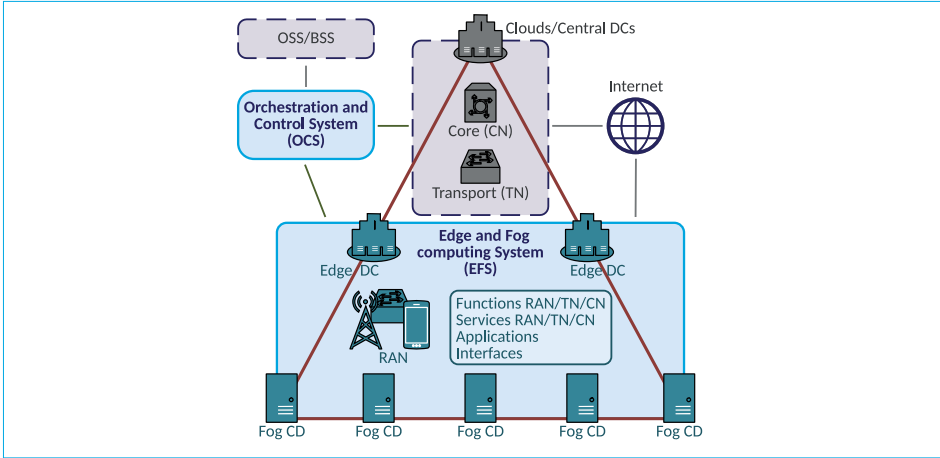 Clouds/Central DCs
OSS/BSS
Internet
Orchestration and
Control System
(OCS)
Core (CN)
Transport (TN)
Edge and Fog
computing System
(EFS)
Edge DC
Edge DC
Functions RAN/TN/CN
Services RAN/TN/CN
Applications
Interfaces
RAN
Fog CD
Fog CD
Fog CD
Fog CD
Fog CD